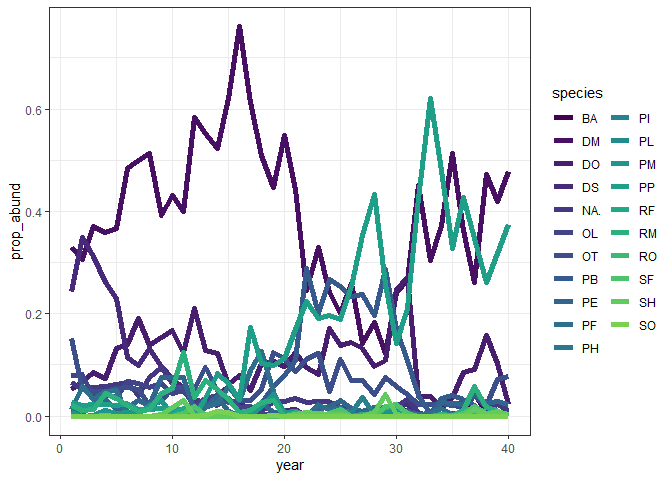 prop_abund
0.6
0.4
0.2
0.0
0 10 20 30 40
year
species
BA PI
DM PL
DO PM
DS PP
NA. RF
OL RM
OT RO
PB SF
PE SH
PF SO
PH